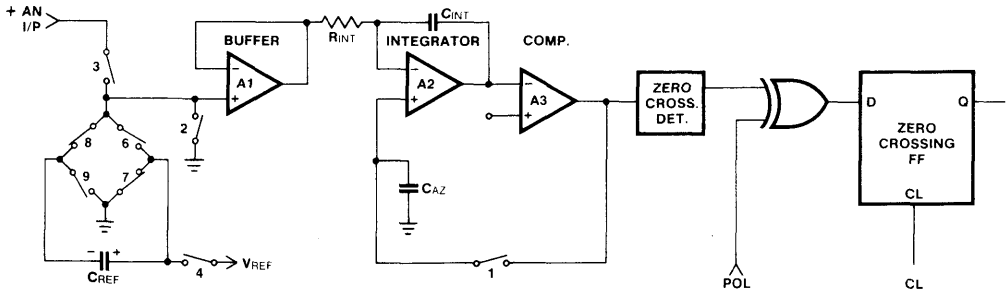 + AN
I/P
3
8
6
9
7
2
− +
CREF
4
VREF
BUFFER
−
A1
+
RINT
CINT
INTEGRATOR
−
A2
+
CAZ
1
COMP.
−
A3
+
ZERO
CROSS.
DET.
POL
D
Q
ZERO
CROSSING
FF
CL
CL